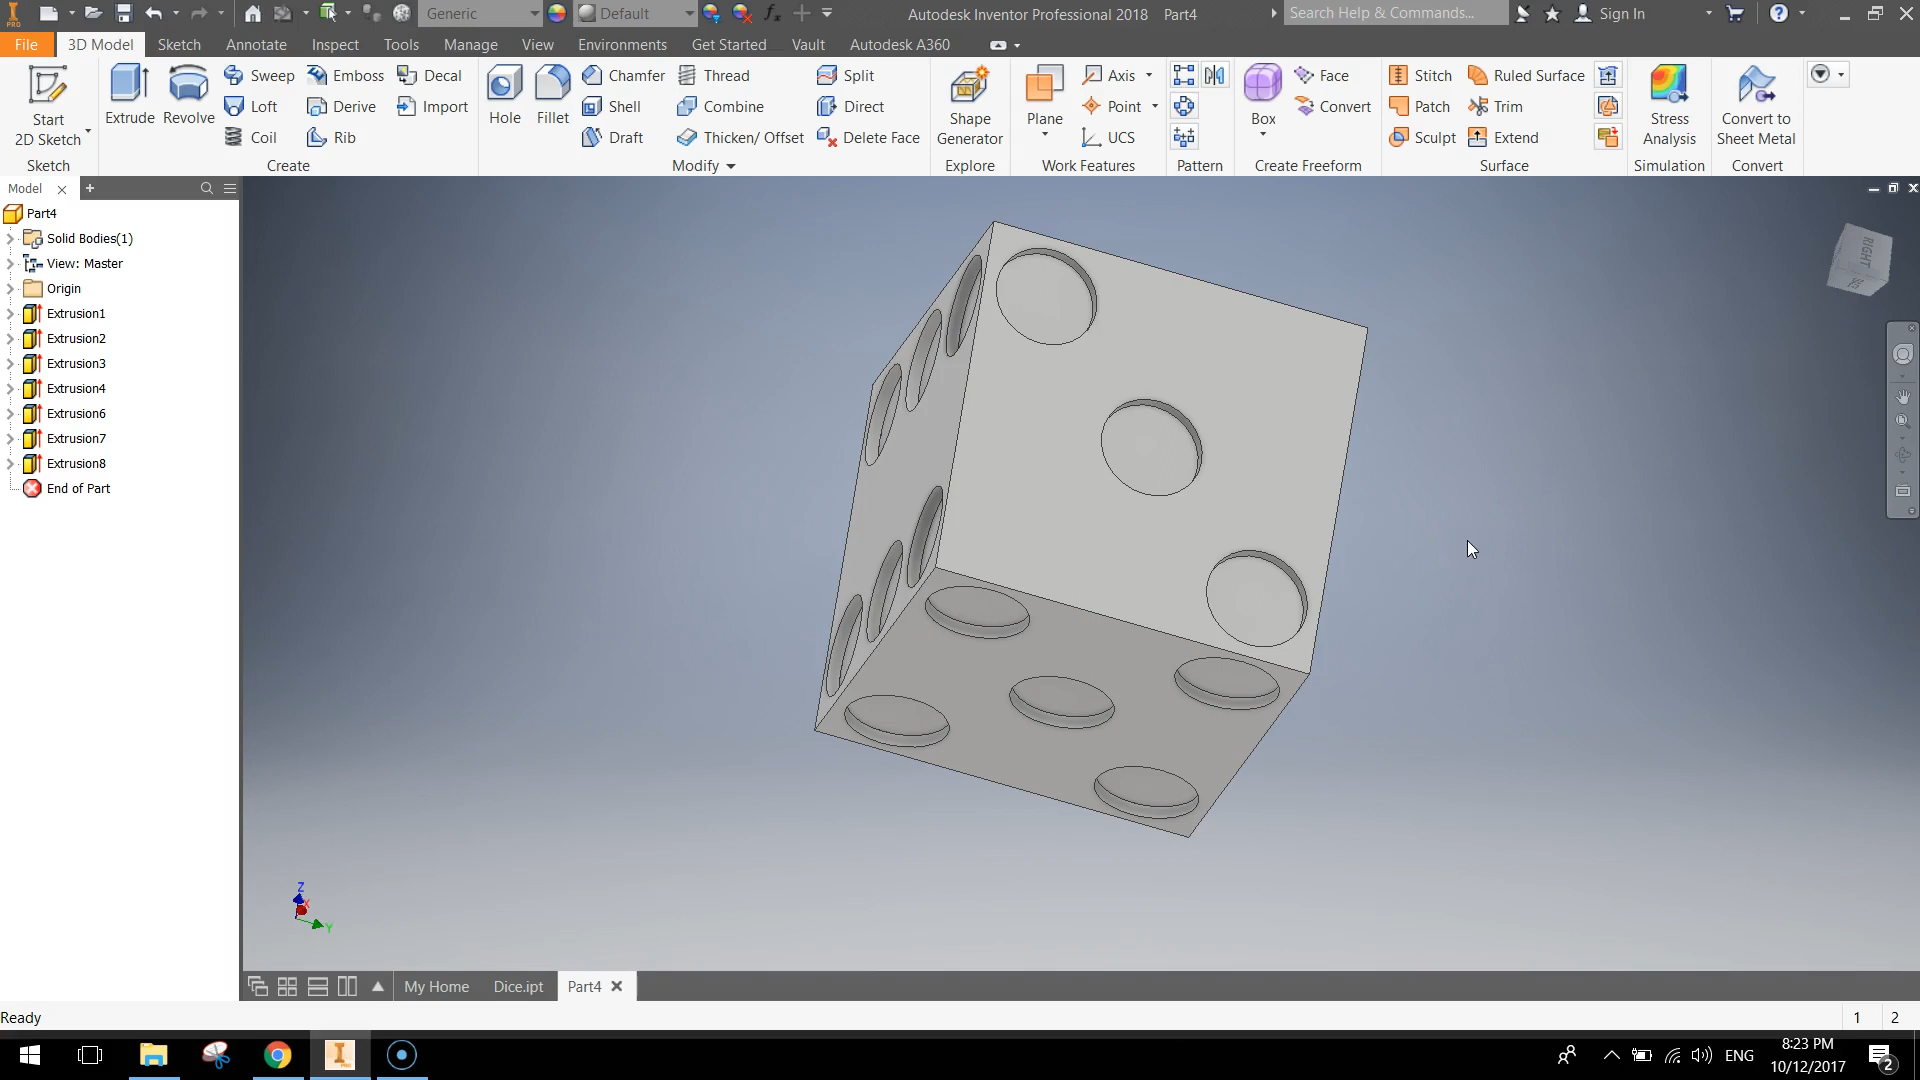 PRO
Generic
Default
Autodesk Inventor Professional 2018 Part4
Search Help & Commands...
Sign In
File
3D Model
Sketch
Annotate
Inspect
Tools
Manage
View
Environments
Get Started
Vault
Autodesk A360
Start
2D Sketch
Sketch
Extrude
Revolve
Sweep
Loft
Coil
Emboss
Derive
Rib
Decal
Import
Create
Hole
Fillet
Chamfer
Shell
Draft
Thread
Combine
Thicken/ Offset
Split
Direct
Delete Face
Modify
Shape
Generator
Explore
Plane
Axis
Point
UCS
Work Features
Pattern
Box
Face
Convert
Create Freeform
Stitch
Patch
Sculpt
Ruled Surface
Trim
Extend
Surface
Stress
Analysis
Simulation
Convert to
Sheet Metal
Convert
Model
Part4
Solid Bodies(1)
View: Master
Origin
Extrusion1
Extrusion2
Extrusion3
Extrusion4
Extrusion6
Extrusion7
Extrusion8
End of Part
RIGHT
Z
X
Y
My Home
Dice.ipt
Part4
Ready
1
2
ENG
8:23 PM
10/12/2017
2